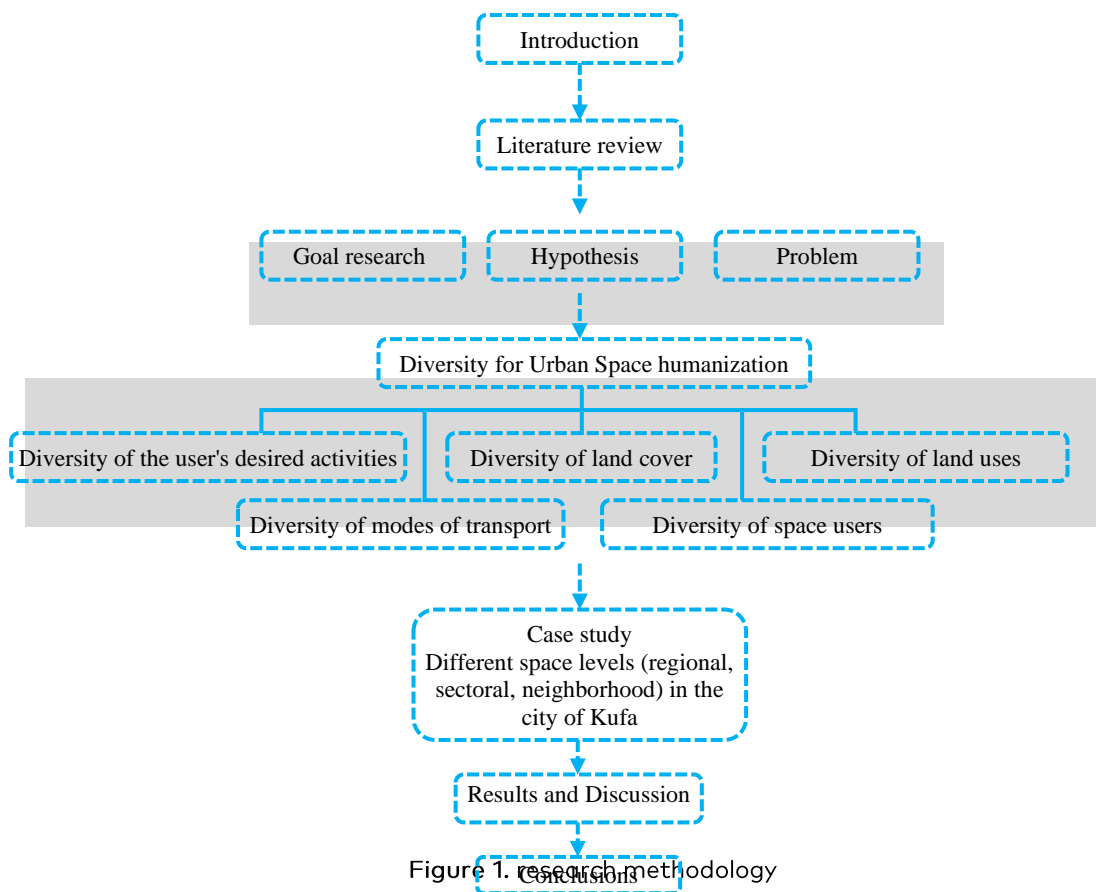 Introduction
Literature review
Goal research
Hypothesis
Problem
Diversity for Urban Space humanization
Diversity of the user's desired activities
Diversity of land cover
Diversity of land uses
Diversity of modes of transport
Diversity of space users
Case study
Different space levels (regional,
sectoral, neighborhood) in the
city of Kufa
Results and Discussion
Conclusions
Figure 1. research methodology